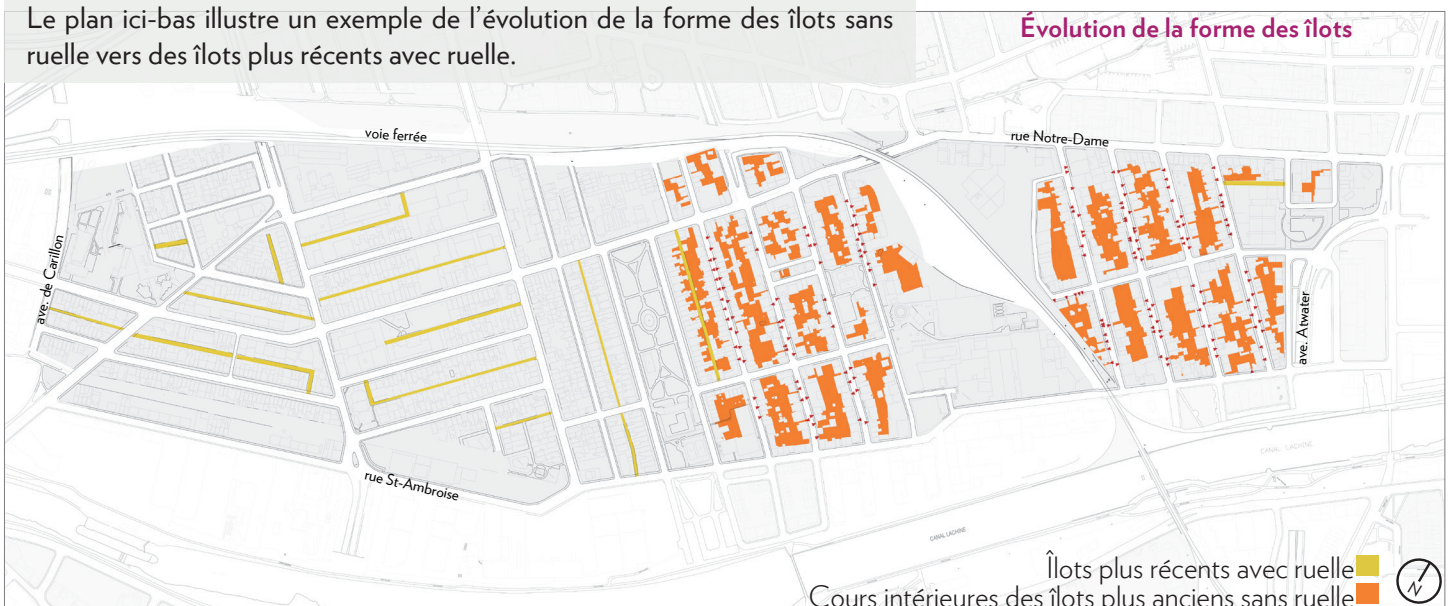 Le plan ici-bas illustre un exemple de l'évolution de la forme des îlots sans
ruelle vers des îlots plus récents avec ruelle.
Évolution de la forme des îlots
voie ferrée
rue Notre-Dame
ave. de Carillon
ave. Atwater
rue St-Ambroise
CANAL LACHINE
CANAL LACHINE
Îlots plus récents avec ruelle
Cours intérieures des îlots plus anciens sans ruelle
N